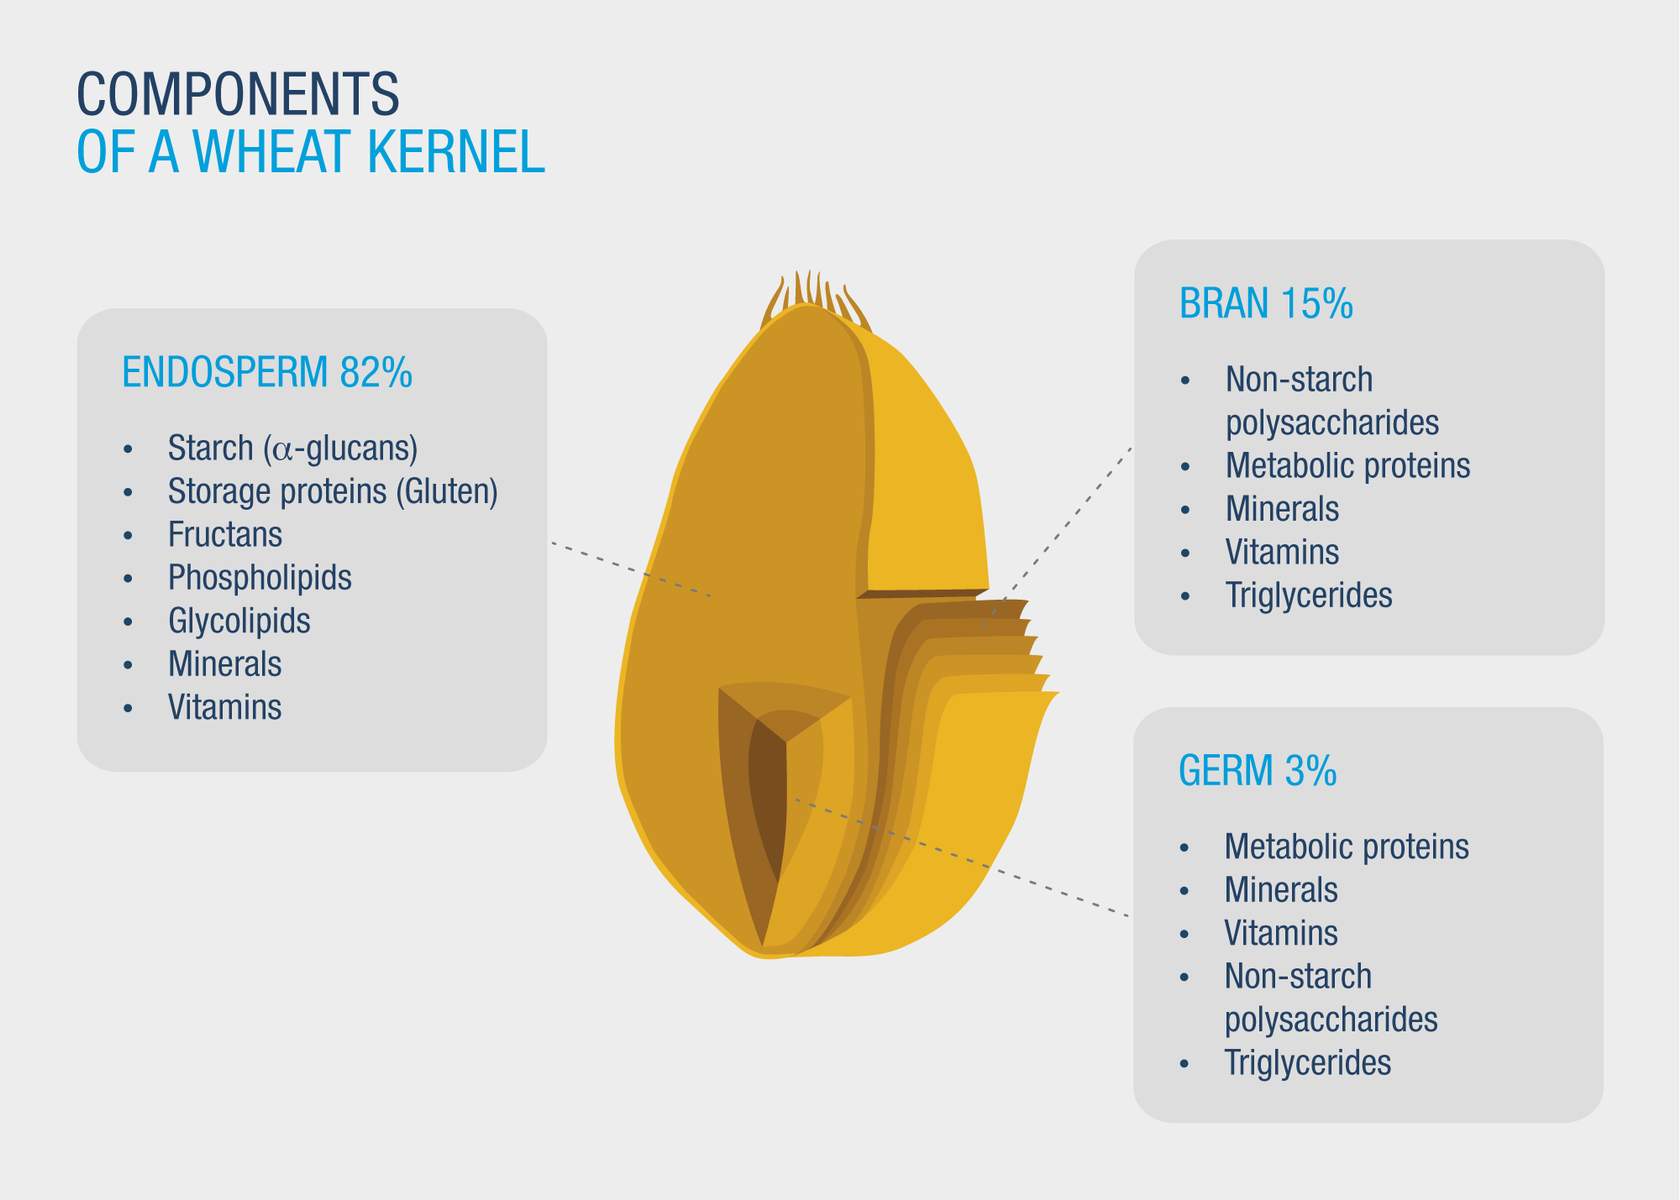 COMPONENTS
OF A WHEAT KERNEL
ENDOSPERM 82%
• Starch (α-glucans)
• Storage proteins (Gluten)
• Fructans
• Phospholipids
• Glycolipids
• Minerals
• Vitamins
BRAN 15%
• Non-starch
polysaccharides
• Metabolic proteins
• Minerals
• Vitamins
• Triglycerides
GERM 3%
• Metabolic proteins
• Minerals
• Vitamins
• Non-starch
polysaccharides
• Triglycerides